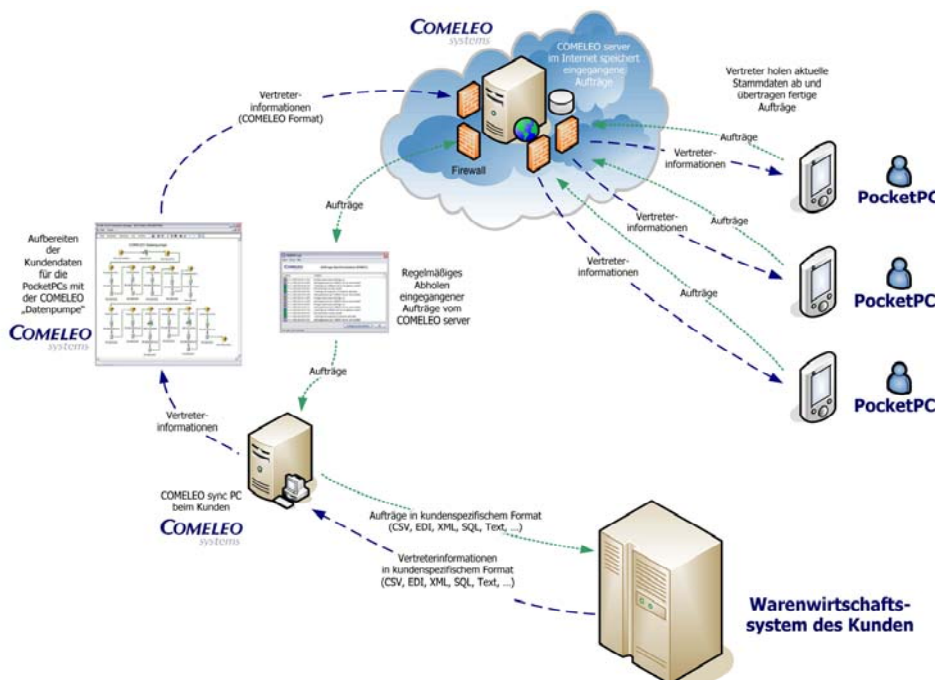 COMELEO
systems
COMELEO server
im Internet speichert
eingegangene
Aufträge
Vertreter holen aktuelle
Stammdaten ab und
übertragen fertige
Aufträge
Vertreter-
informationen
(COMELEO Format)
Firewall
Aufträge
Vertreter-
informationen
PocketPC
Aufträge
Vertreter-
informationen
Aufträge
Vertreter-
informationen
PocketPC
Aufträge
PocketPC
Aufbereiten
der
Kundendaten
für die
PocketPCs mit
der COMELEO
„Datenpumpe"
COMELEO
systems
COMELEO Datenpumpe
COMELEO
Regelmäßiges
Abholen
eingegangener
Aufträge vom
COMELEO server
Aufträge
Vertreter-
informationen
COMELEO sync PC
beim Kunden
COMELEO
systems
Aufträge in kundenspezifischem Format
(CSV, EDI, XML, SQL, Text, ...)
Vertreterinformationen
in kundenspezifischem Format
(CSV, EDI, XML, SQL, Text, ...)
Warenwirtschafts-
system des Kunden